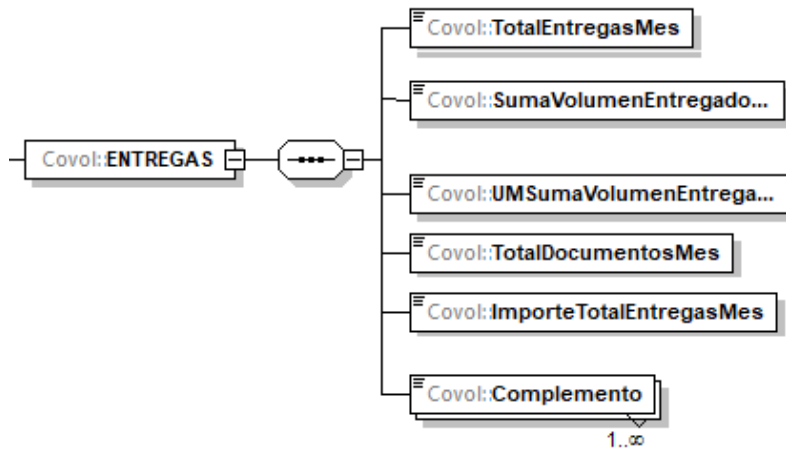 Covol::TotalEntregasMes
Covol::SumaVolumenEntregado...
Covol::ENTREGAS
Covol::UMSumaVolumenEntrega...
Covol::TotalDocumentosMes
Covol::ImporteTotalEntregasMes
Covol::Complemento
1..∞